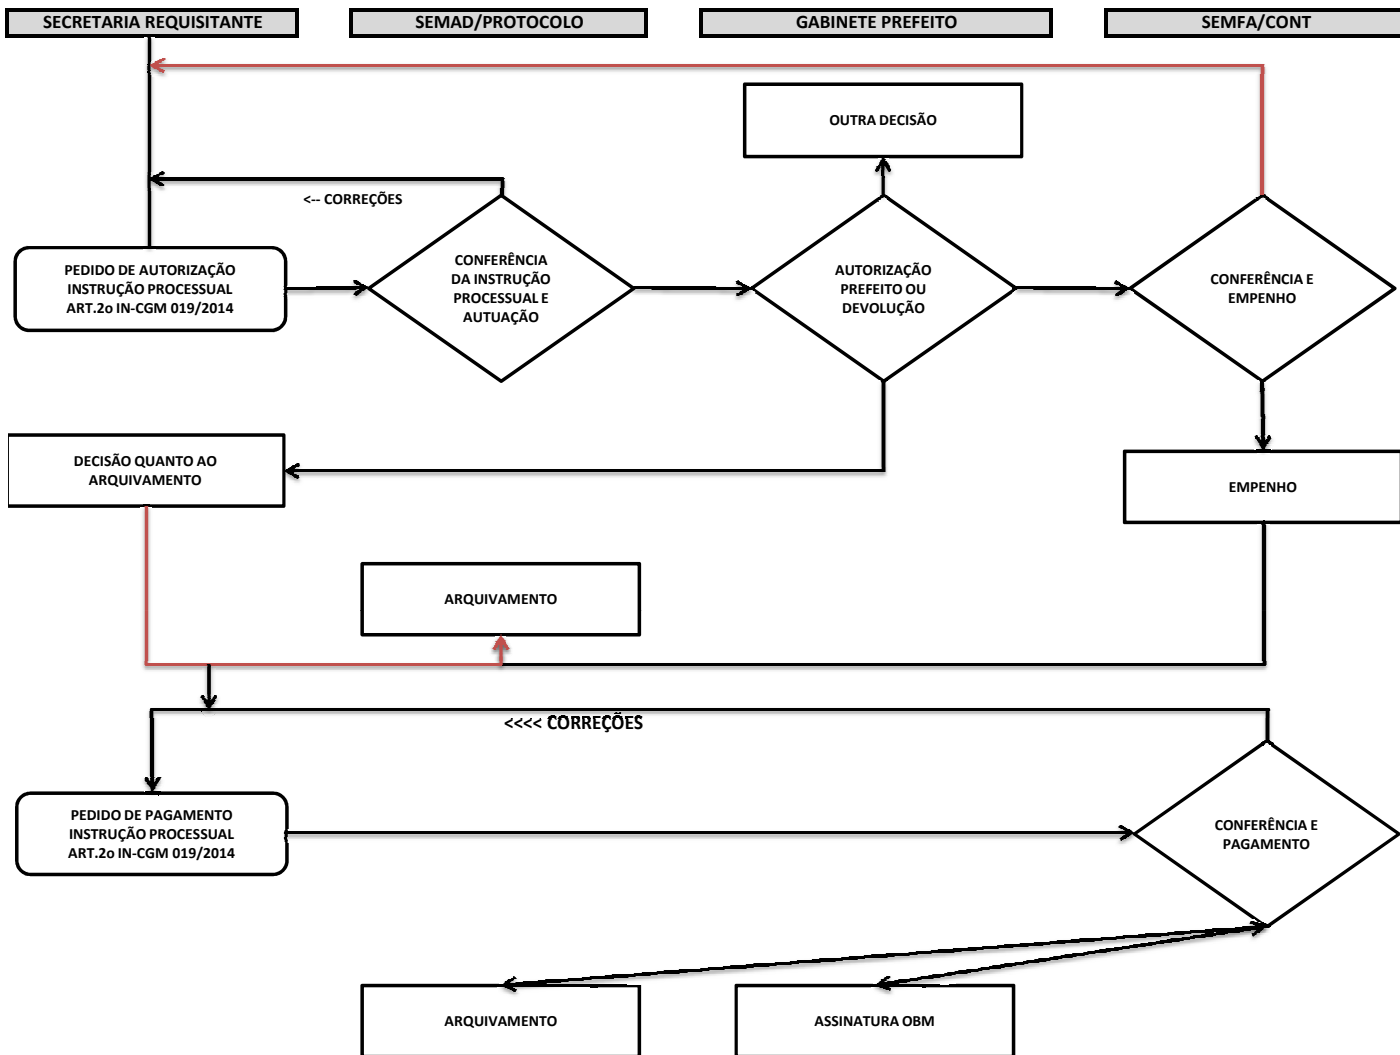 SECRETARIA REQUISITANTE
SEMAD/PROTOCOLO
GABINETE PREFEITO
SEMFA/CONT
OUTRA DECISÃO
<-- CORREÇÕES
PEDIDO DE AUTORIZAÇÃO
INSTRUÇÃO PROCESSUAL
ART.2o IN-CGM 019/2014
CONFERÊNCIA
DA INSTRUÇÃO
PROCESSUAL E
AUTUAÇÃO
AUTORIZAÇÃO
PREFEITO OU
DEVOLUÇÃO
CONFERÊNCIA E
EMPENHO
DECISÃO QUANTO AO
ARQUIVAMENTO
EMPENHO
ARQUIVAMENTO
<<<< CORREÇÕES
PEDIDO DE PAGAMENTO
INSTRUÇÃO PROCESSUAL
ART.2o IN-CGM 019/2014
CONFERÊNCIA E
PAGAMENTO
ARQUIVAMENTO
ASSINATURA OBM